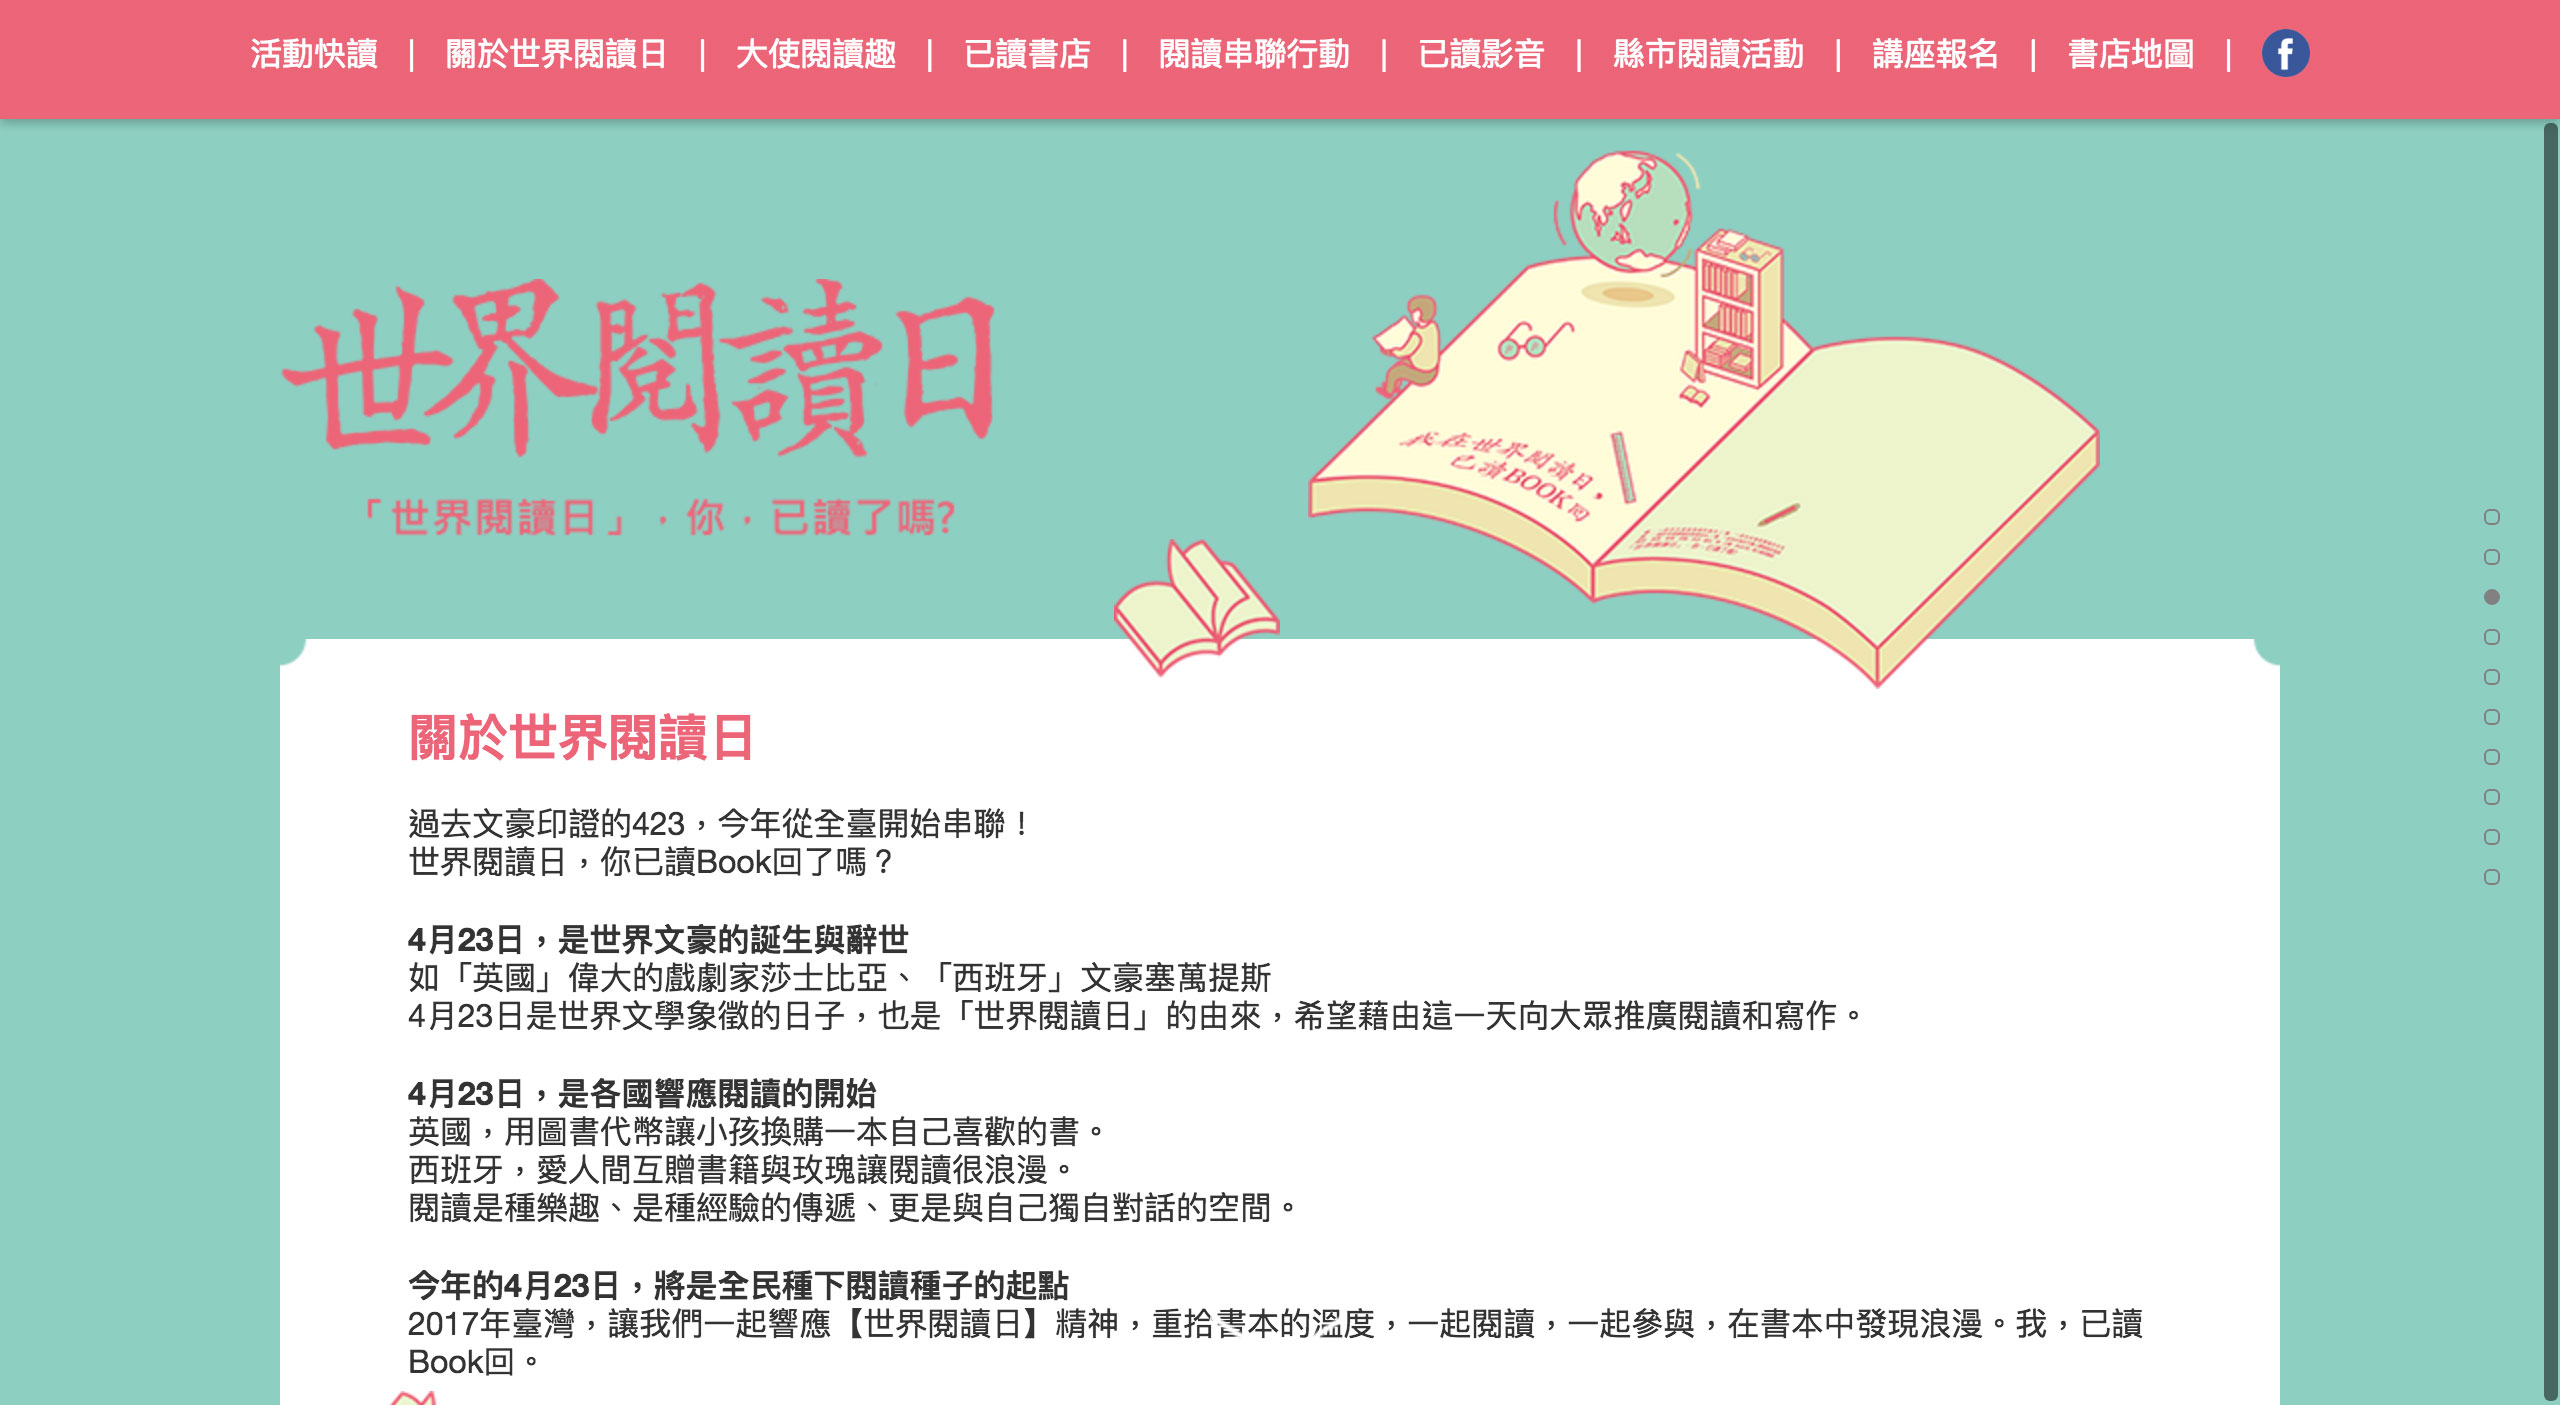 活動快讀 | 關於世界閱讀日 | 大使閱讀趣 | 已讀書店 | 閱讀串聯行動 | 已讀影音 | 縣市閱讀活動 | 講座報名 | 書店地圖 | f
世界閱讀日
「世界閱讀日」,你,已讀了嗎?
我在世界閱讀日,
已讀BOOK回
關於世界閱讀日
過去文豪印證的423，今年從全臺開始串聯！
世界閱讀日，你已讀Book回了嗎？
4月23日，是世界文豪的誕生與辭世
如「英國」偉大的戲劇家莎士比亞、「西班牙」文豪塞萬提斯
4月23日是世界文學象徵的日子，也是「世界閱讀日」的由來，希望藉由這一天向大眾推廣閱讀和寫作。
4月23日，是各國響應閱讀的開始
英國，用圖書代幣讓小孩換購一本自己喜歡的書。
西班牙，愛人間互贈書籍與玫瑰讓閱讀很浪漫。
閱讀是種樂趣、是種經驗的傳遞、更是與自己獨自對話的空間。
今年的4月23日，將是全民種下閱讀種子的起點
2017年臺灣，讓我們一起響應【世界閱讀日】精神，重拾書本的溫度，一起閱讀，一起參與，在書本中發現浪漫。我，已讀
Book回。